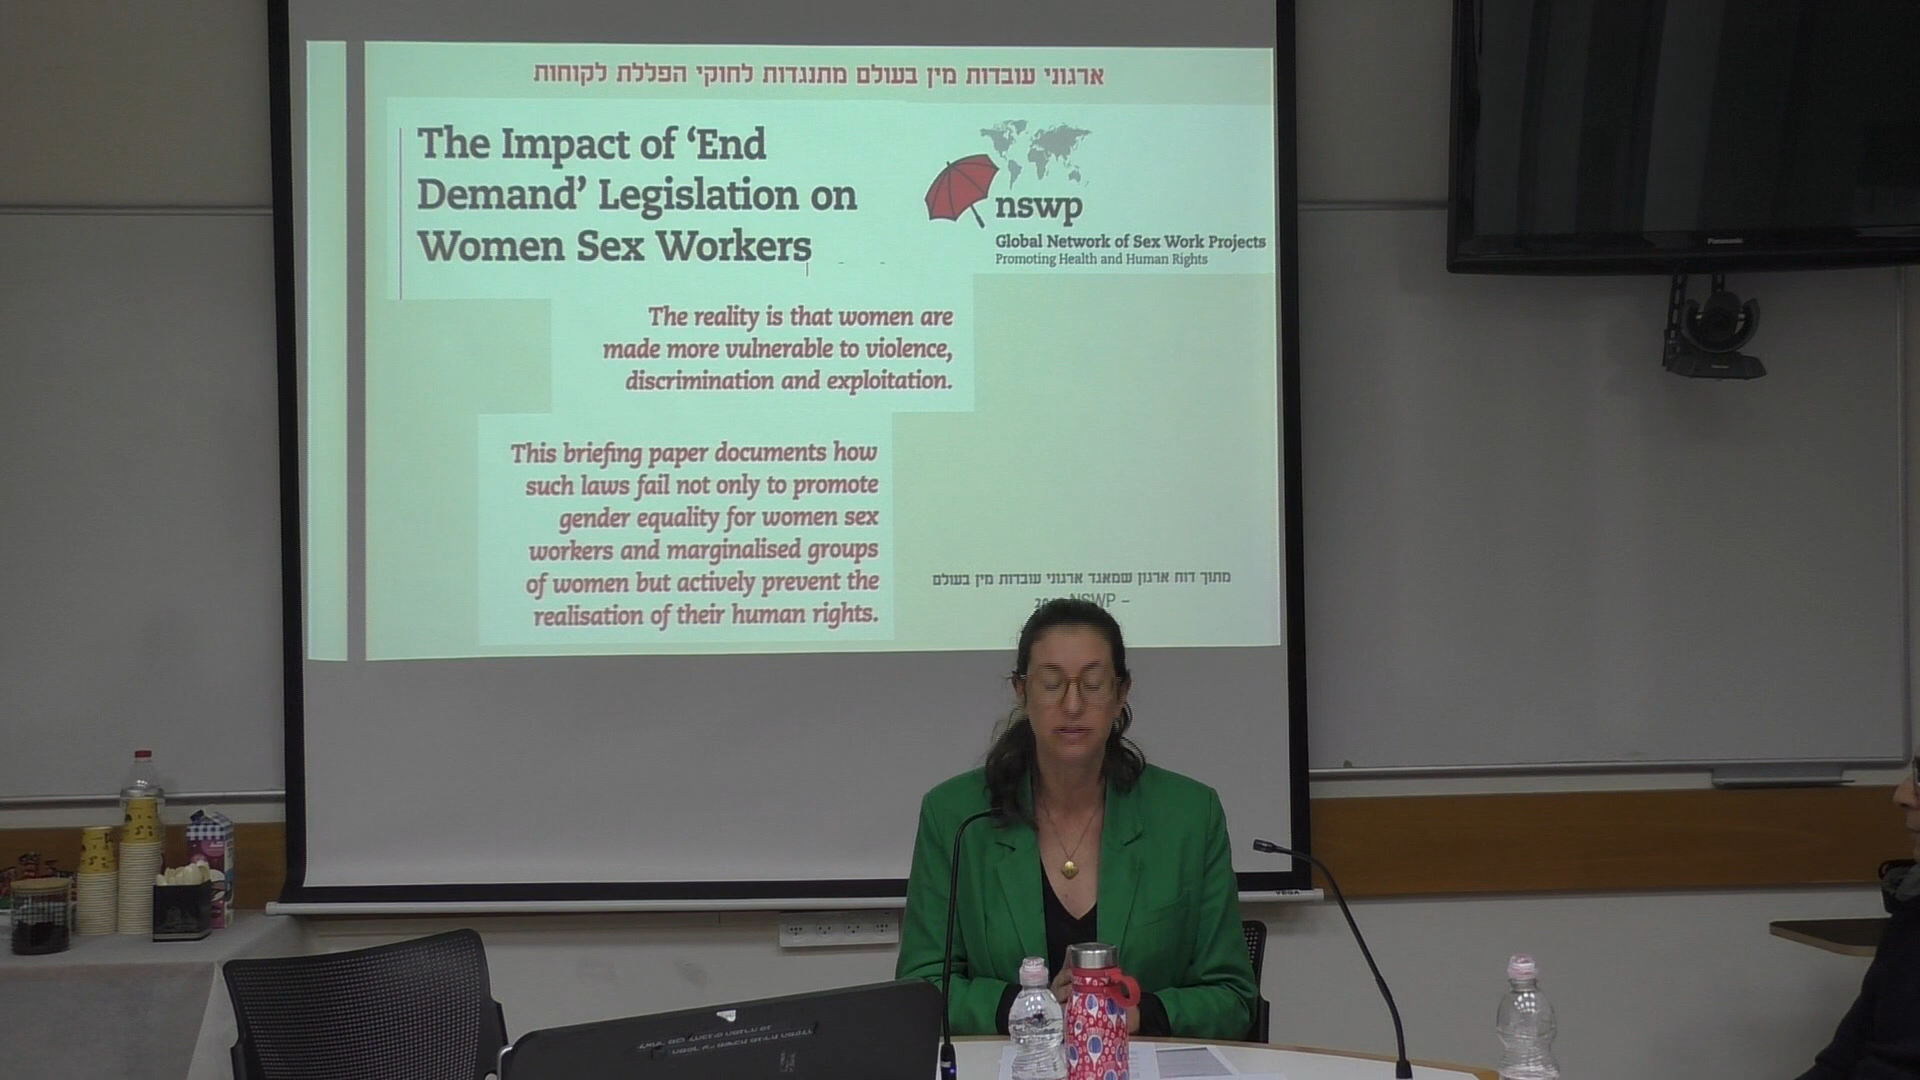 ארגוני עובדות מין בעולם מתנגדות לחוקי הפללת לקוחות
The Impact of ‘End
Demand’ Legislation on
Women Sex Workers
nswp
Global Network of Sex Work Projects
Promoting Health and Human Rights
The reality is that women are
made more vulnerable to violence,
discrimination and exploitation.
This briefing paper documents how
such laws fail not only to promote
gender equality for women sex
workers and marginalised groups
of women but actively prevent the
realisation of their human rights.
מתוך דוח ארגון שמאגד ארגוני עובדות מין בעולם
– NSWP
Panasonic
VEGA